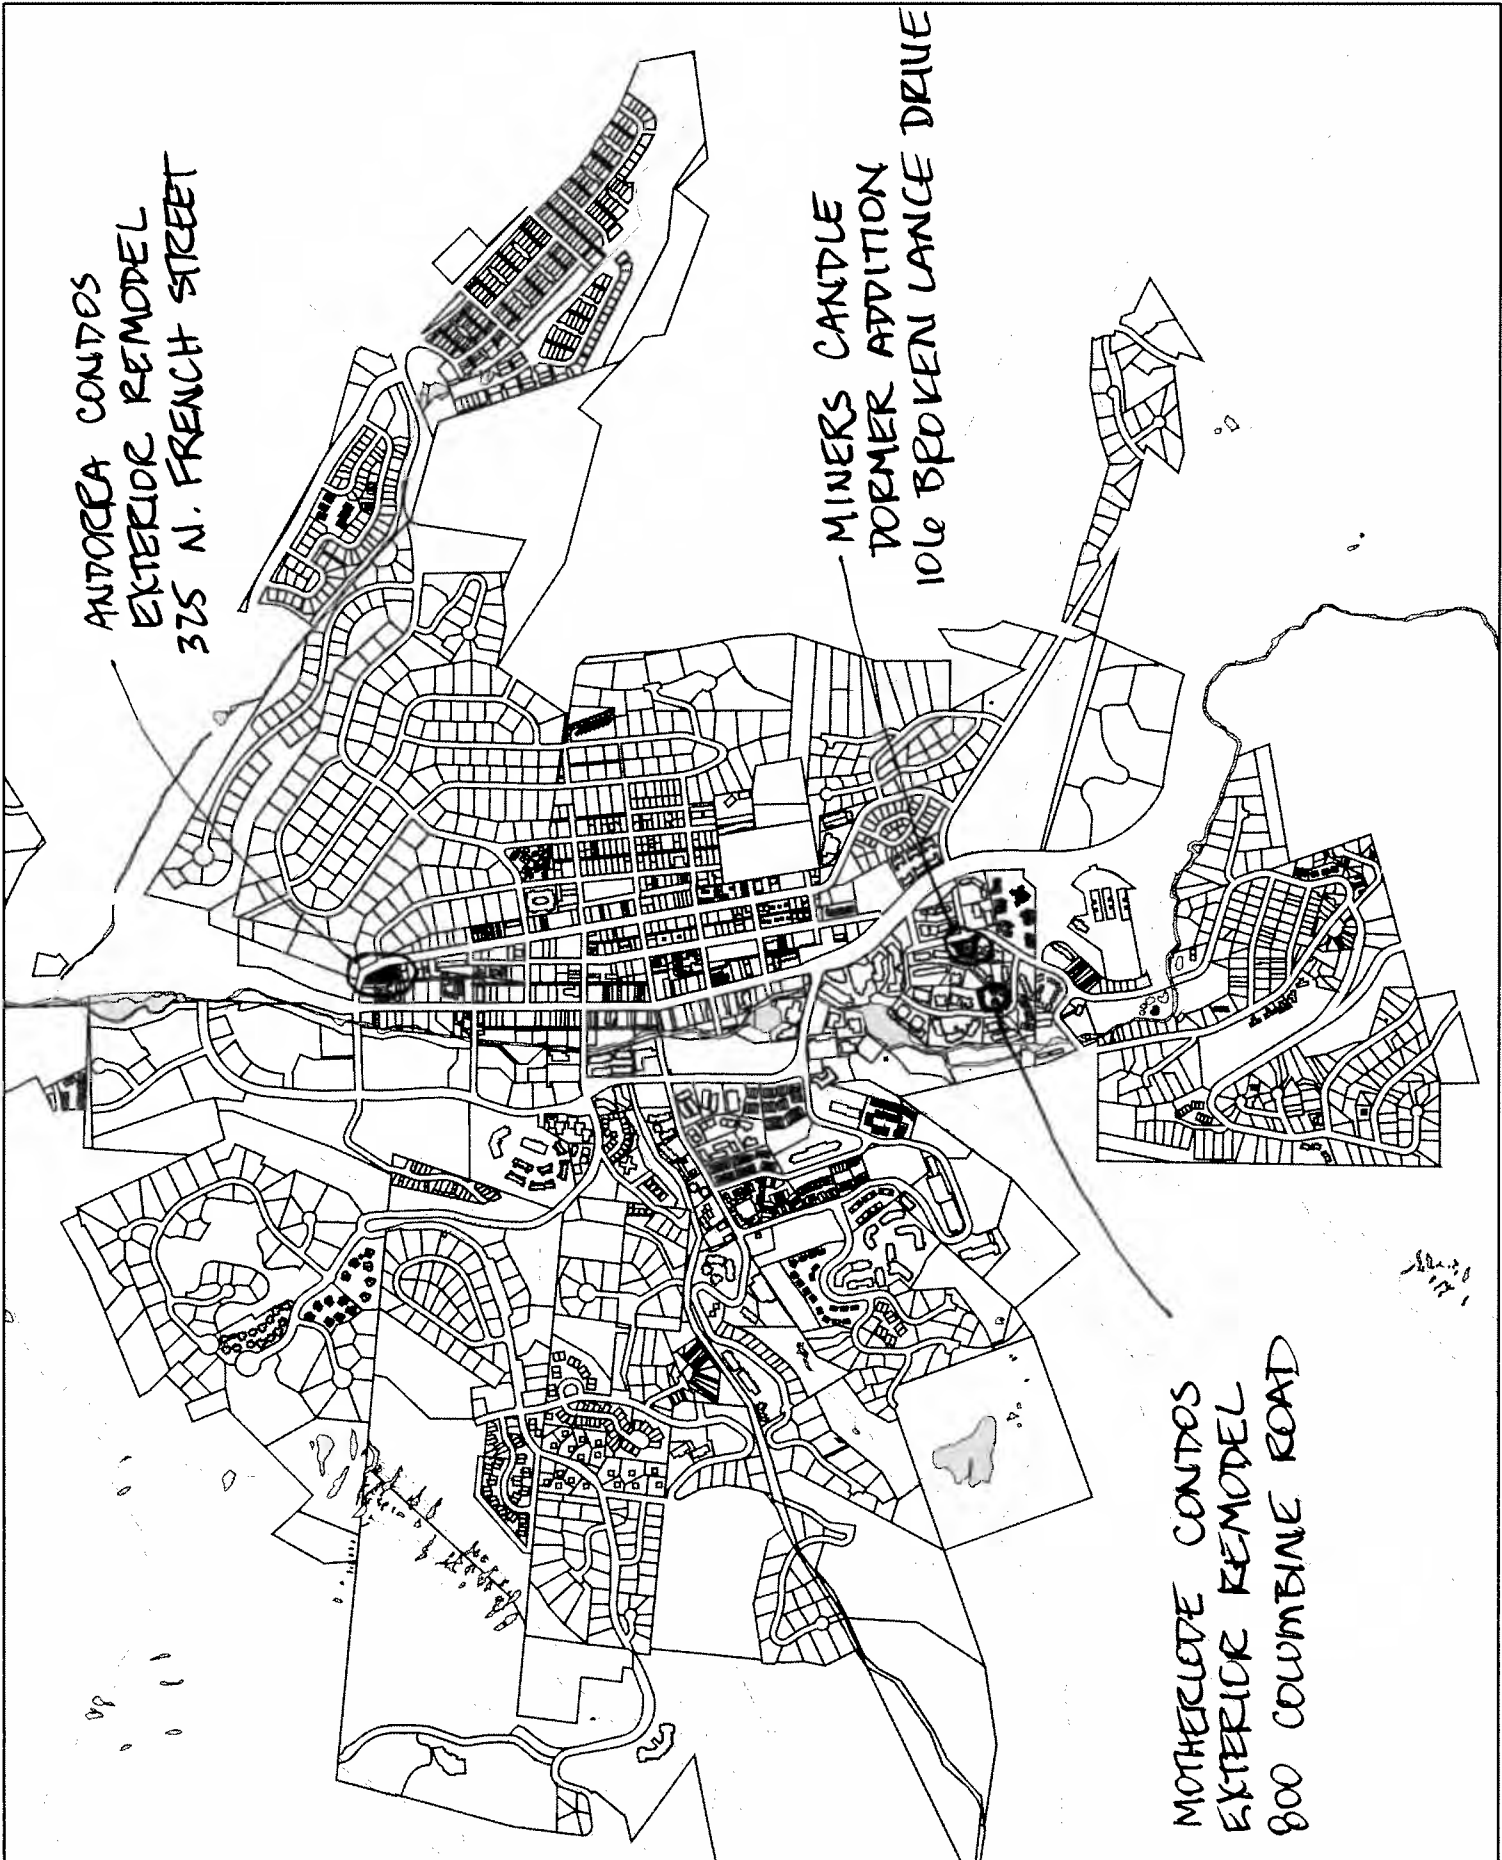 ANDORRA CONDOS
EXTERIOR REMODEL
325 N. FRENCH STREET
MINERS CANDLE
DORMER ADDITION
106 BROKEN LANCE DRIVE
MOTHERLODE CONDOS
EXTERIOR REMODEL
800 COLUMBINE ROAD